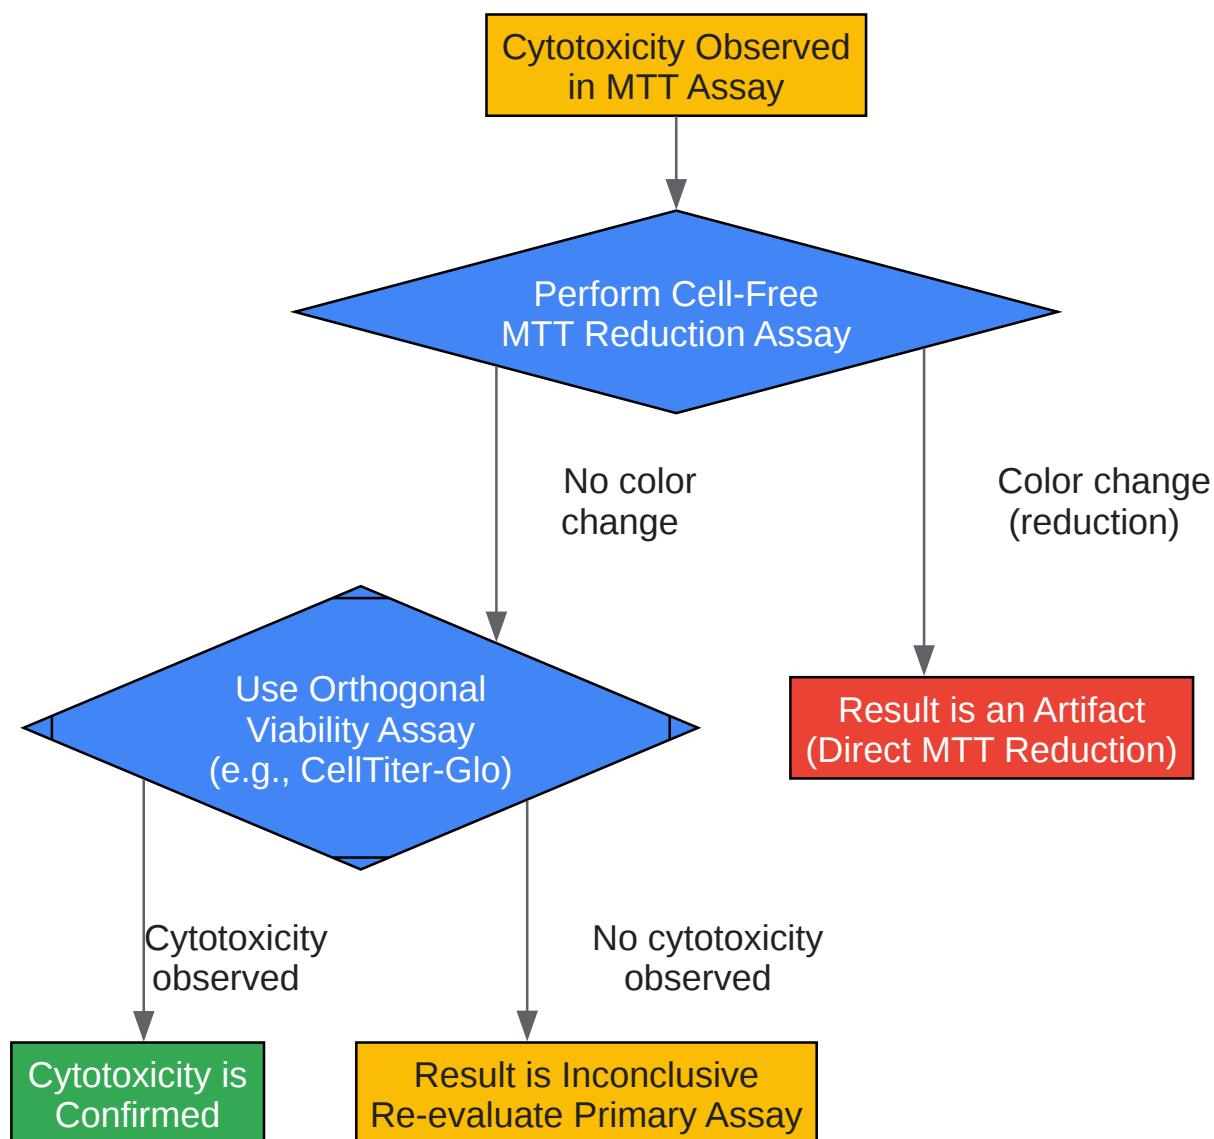 Cytotoxicity Observed
in MTT Assay
Perform Cell-Free
MTT Reduction Assay
No color
change
Color change
(reduction)
Use Orthogonal
Viability Assay
(e.g., CellTiter-Glo)
Result is an Artifact
(Direct MTT Reduction)
Cytotoxicity
observed
No cytotoxicity
observed
Cytotoxicity is
Confirmed
Result is Inconclusive
Re-evaluate Primary Assay